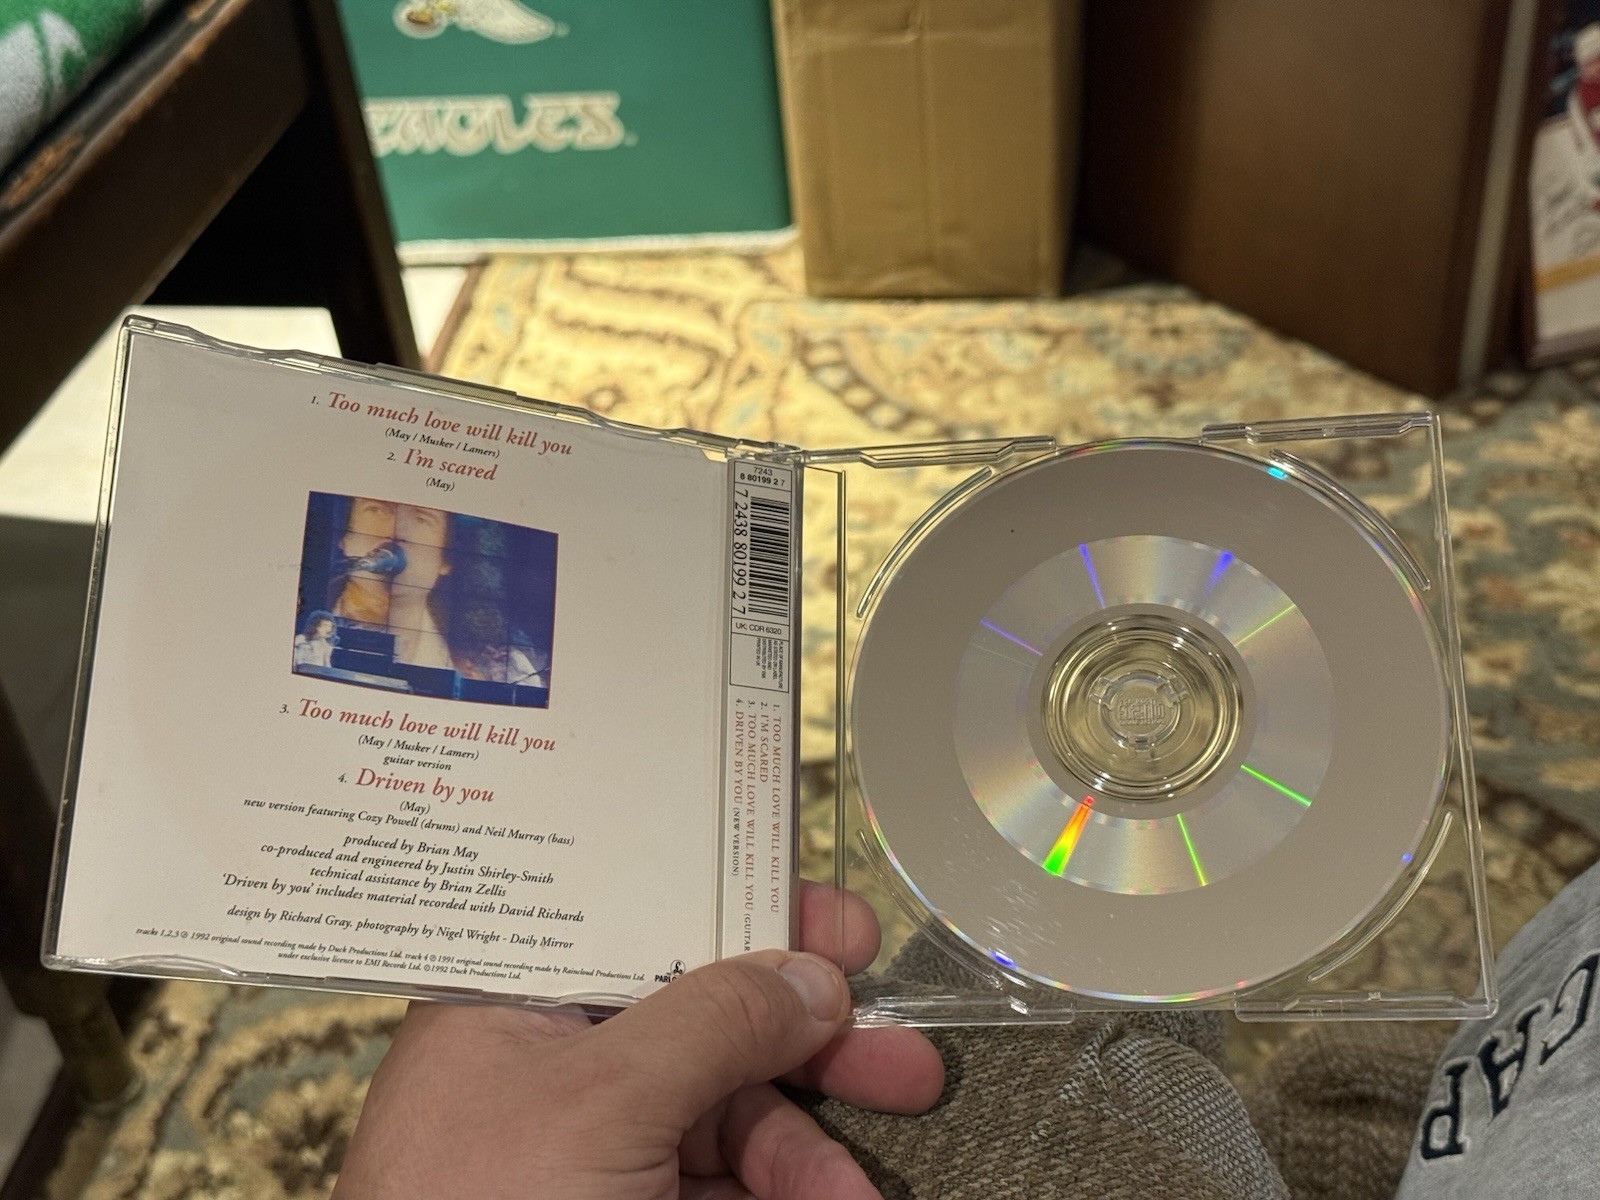 EAGLES
1. Too much love will kill you
(May / Musker / Lamers)
2. I'm scared
(May)
3. Too much love will kill you
(May / Musker / Lamers)
guitar version
4. Driven by you
(May)
new version featuring Cozy Powell (drums) and Neil Murray (bass)
produced by Brian May
co-produced and engineered by Justin Shirley-Smith
technical assistance by Brian Zellis
'Driven by you' includes material recorded with David Richards
design by Richard Gray. photography by Nigel Wright - Daily Mirror
tracks 1,2,3 ℗ 1992 original sound recording made by Duck Productions Ltd. track 4 ℗ 1991 original sound recording made by Raincloud Productions Ltd.
under exclusive licence to EMI Records Ltd. ©1992 Duck Productions Ltd.
7243
8 80199 2 7
7 2438 80199 2 7
UK: CDR 6320
1. TOO MUCH LOVE WILL KILL YOU
2. I'M SCARED
3. TOO MUCH LOVE WILL KILL YOU (GUITAR
4. DRIVEN BY YOU (NEW VERSION)
GAP